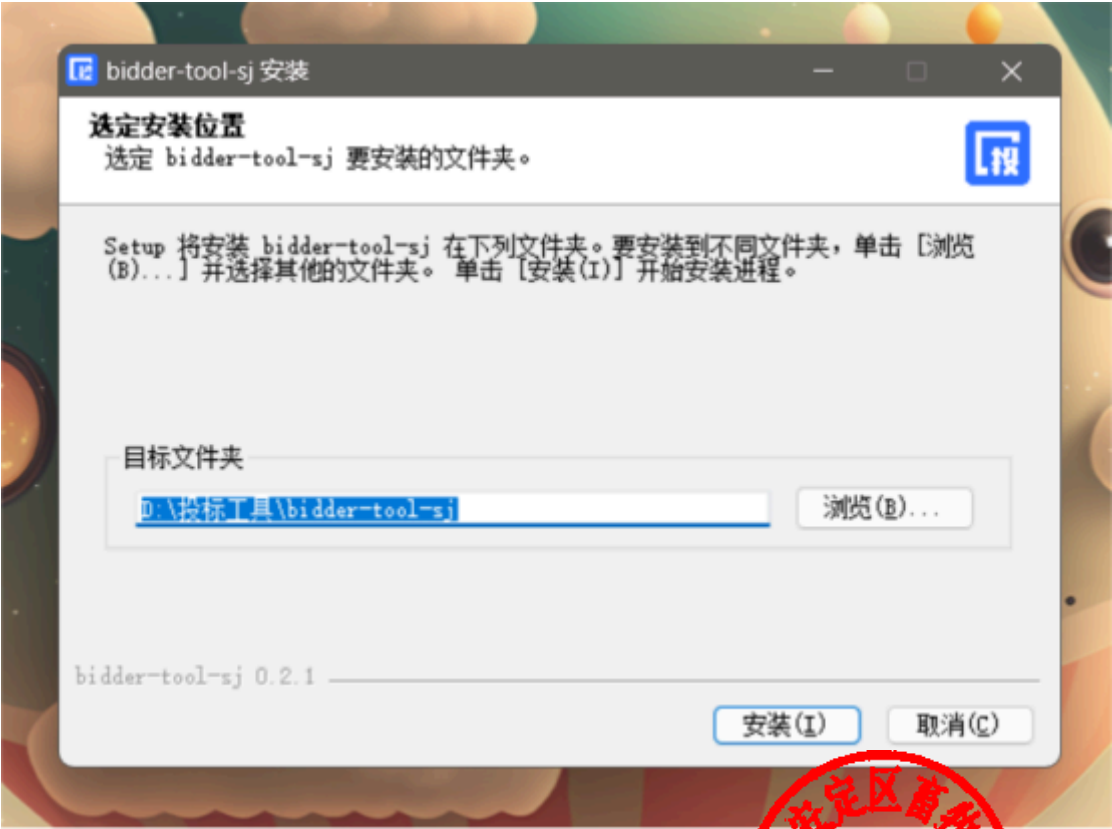 bidder-tool-sj 安装
选定安装位置
选定 bidder-tool-sj 要安装的文件夹。
投
Setup 将安装 bidder-tool-sj 在下列文件夹。要安装到不同文件夹，单击 [浏览
(B)...] 并选择其他的文件夹。 单击 [安装(I)] 开始安装进程。
目标文件夹
D:\投标工具\bidder-tool-sj
浏览(B)...
bidder-tool-sj 0.2.1
安装(I)
取消(C)
定区畜